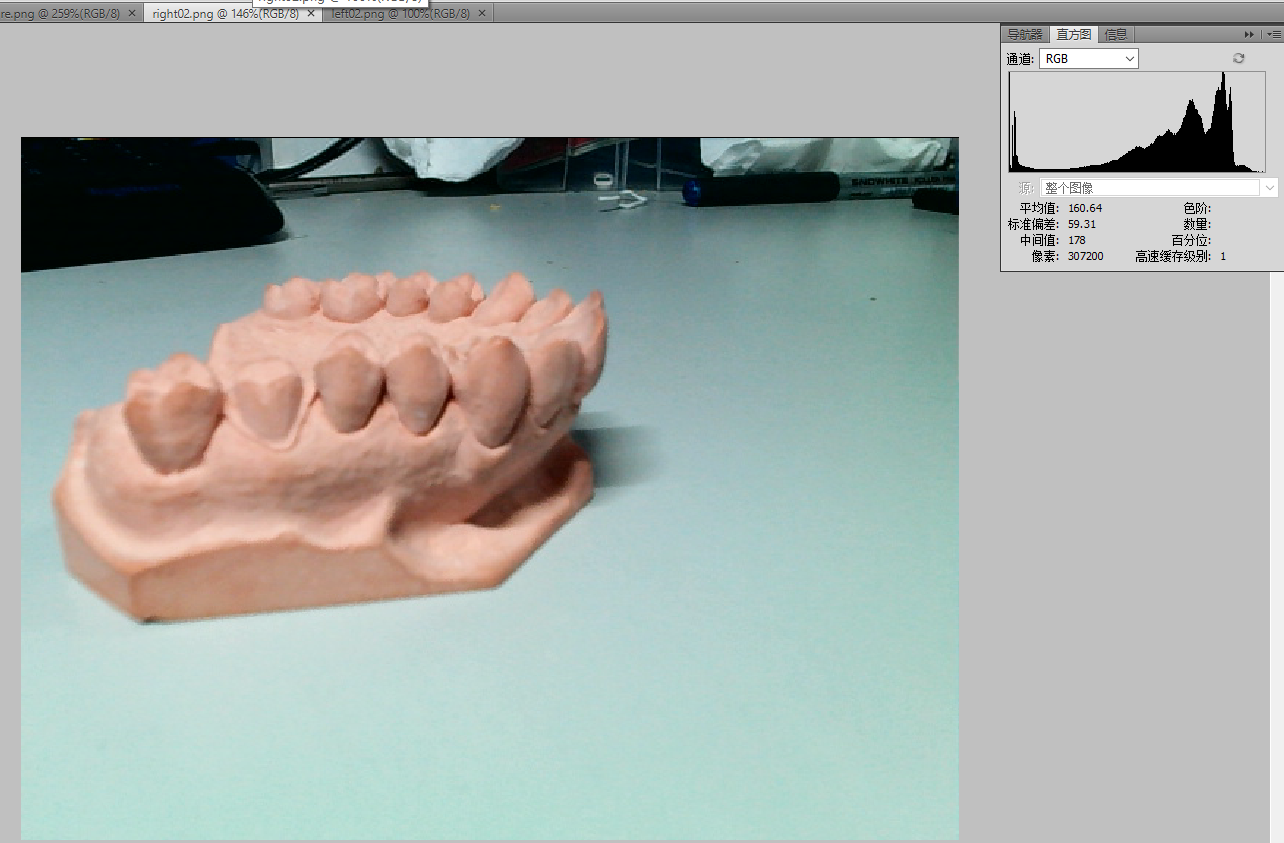 re.png @ 259%(RGB/8) × right02.png @ 146%(RGB/8) × left02.png @ 100%(RGB/8) ×
导航器 直方图 信息
通道: RGB
源: 整个图像
平均值: 160.64 色阶:
标准偏差: 59.31 数量:
中间值: 178 百分位:
像素: 307200 高速缓存级别: 1
SNOWHITE